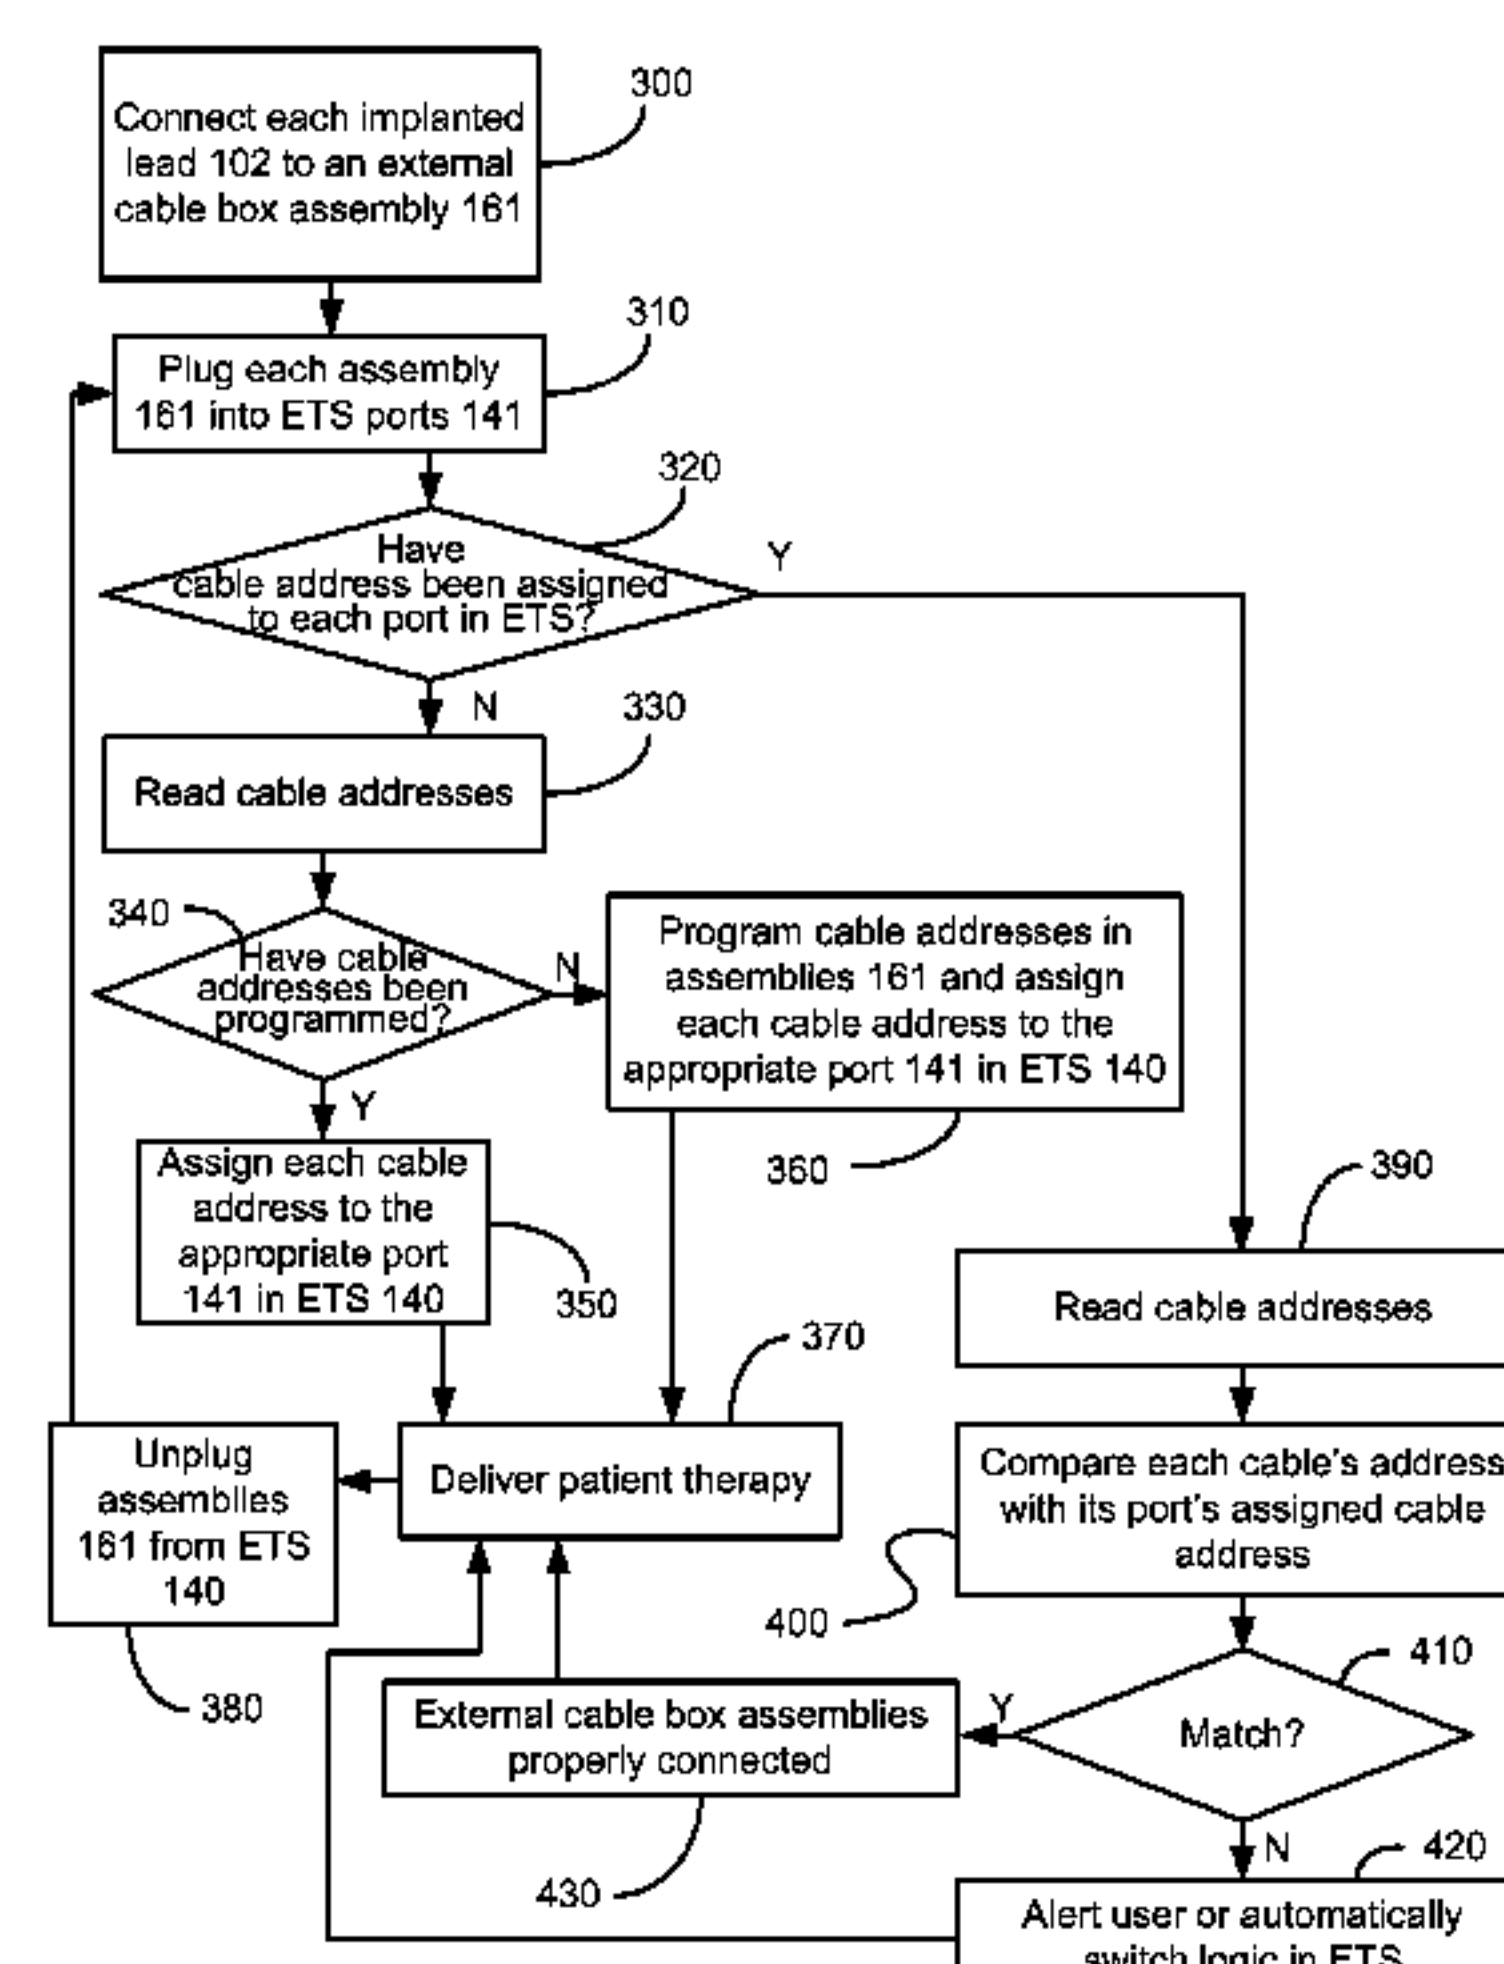 300
Connect each implanted
lead 102 to an external
cable box assembly 161
310
Plug each assembly
161 into ETS ports 141
320
Have
cable address been assigned
to each port in ETS?
Y
N
330
Read cable addresses
340
Have cable
addresses been
programmed?
N
Program cable addresses in
assemblies 161 and assign
each cable address to the
appropriate port 141 in ETS 140
360
Y
Assign each cable
address to the
appropriate port
141 in ETS 140
350
390
Read cable addresses
370
Deliver patient therapy
Unplug
assemblies
161 from ETS
140
380
Compare each cable's address
with its port's assigned cable
address
400
410
Match?
Y
External cable box assemblies
properly connected
430
N
420
Alert user or automatically
switch logic in ETS